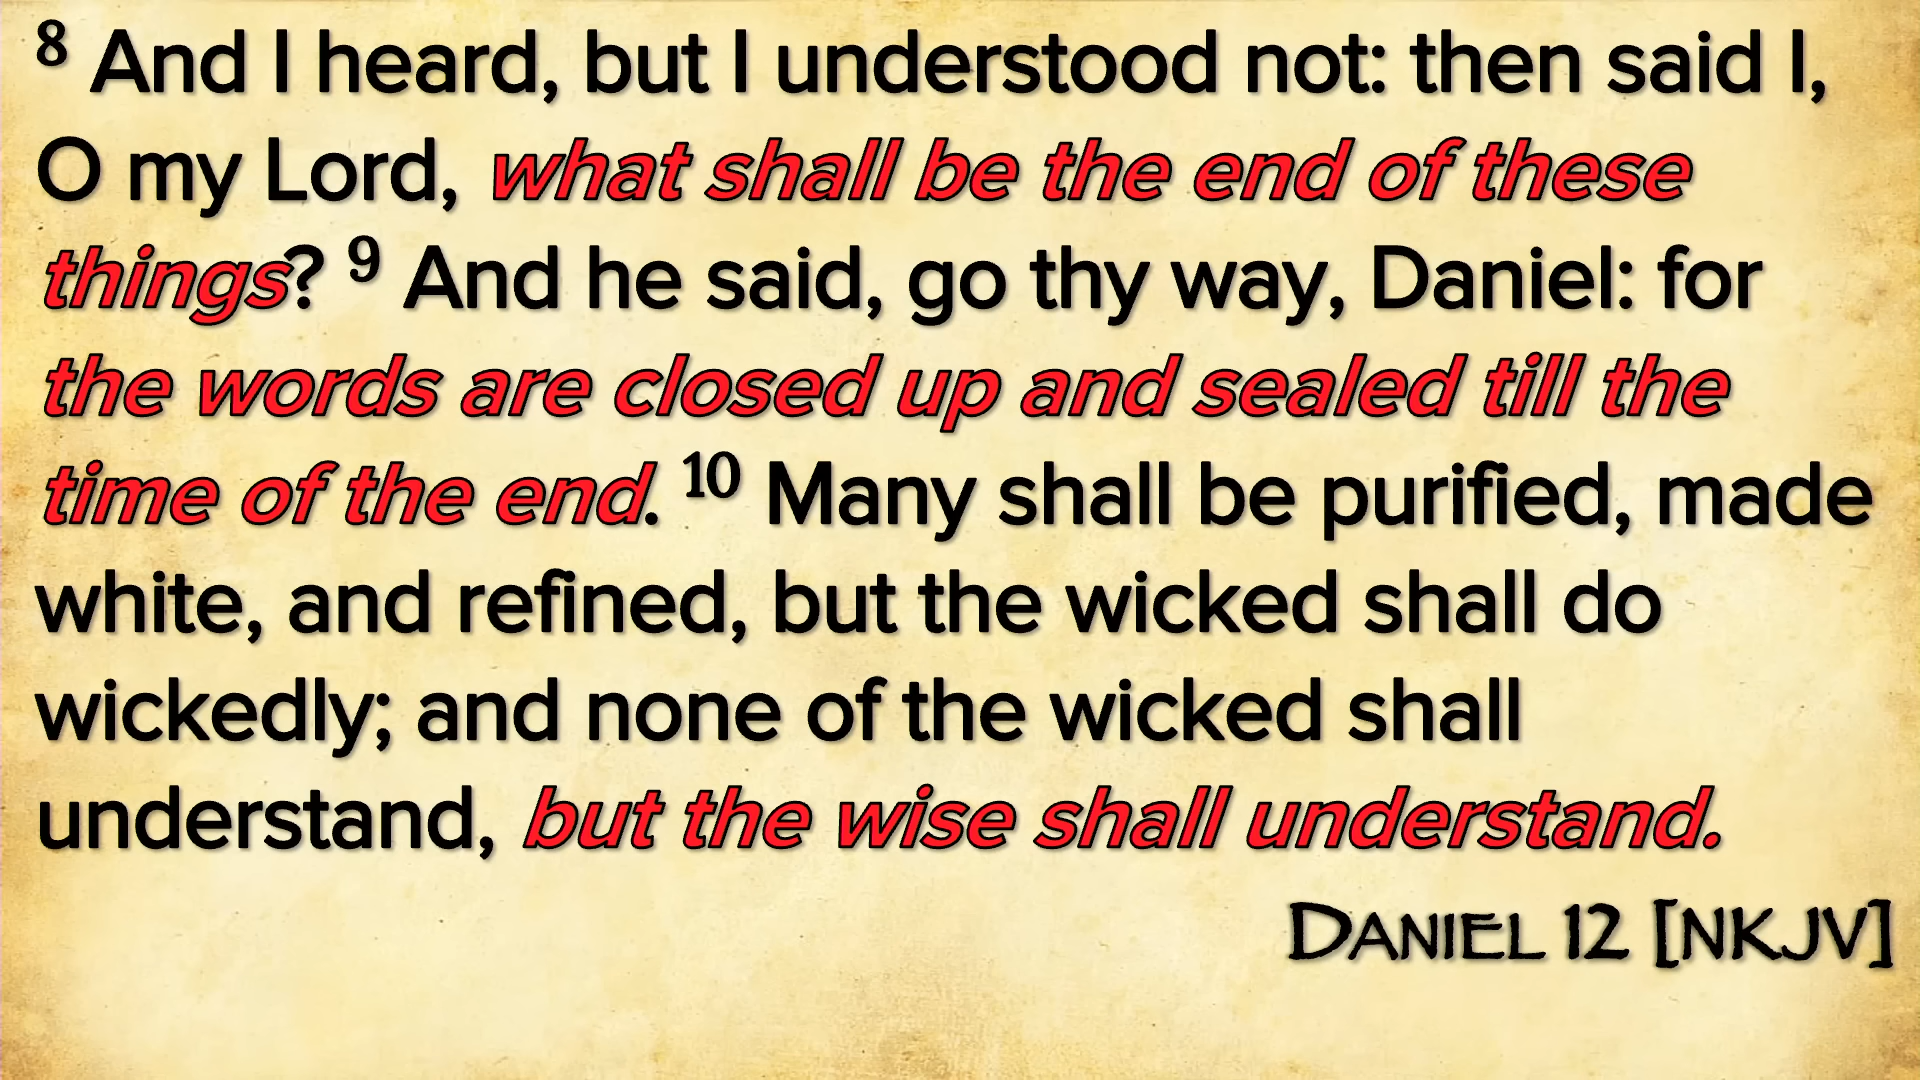 8 And I heard, but I understood not: then said I,
O my Lord, what shall be the end of these
things? 9 And he said, go thy way, Daniel: for
the words are closed up and sealed till the
time of the end. 10 Many shall be purified, made
white, and refined, but the wicked shall do
wickedly; and none of the wicked shall
understand, but the wise shall understand.
DANIEL 12 [NKJV]